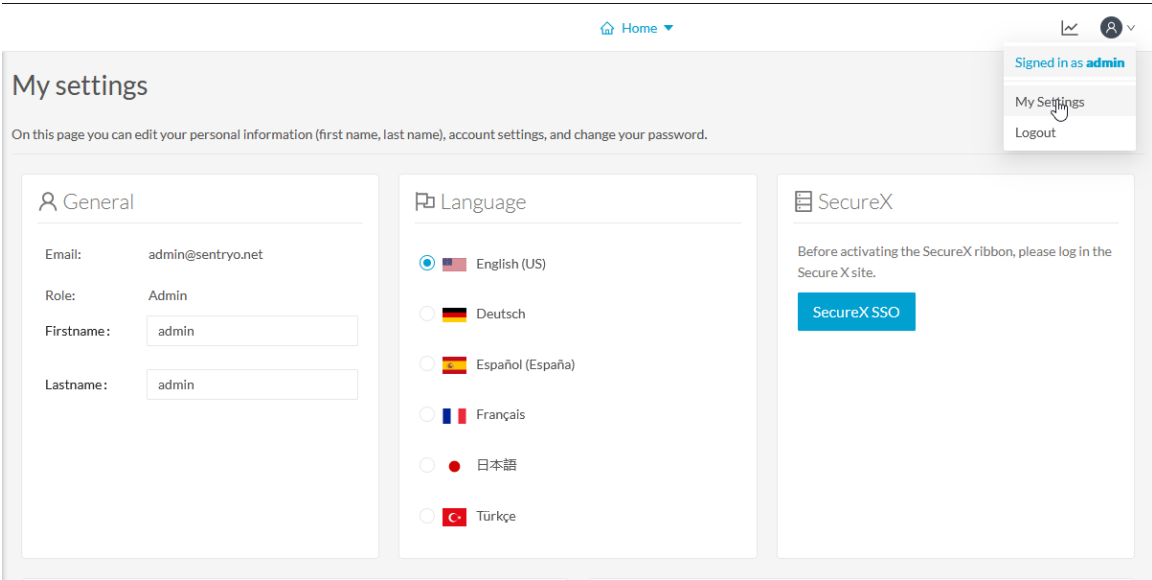 Home
Signed in as admin
My Settings
Logout
My settings
On this page you can edit your personal information (first name, last name), account settings, and change your password.
General
Email: admin@sentryo.net
Role: Admin
Firstname: admin
Lastname: admin
Language
English (US)
Deutsch
Español (España)
Français
日本語
Türkçe
SecureX
Before activating the SecureX ribbon, please log in the
Secure X site.
SecureX SSO